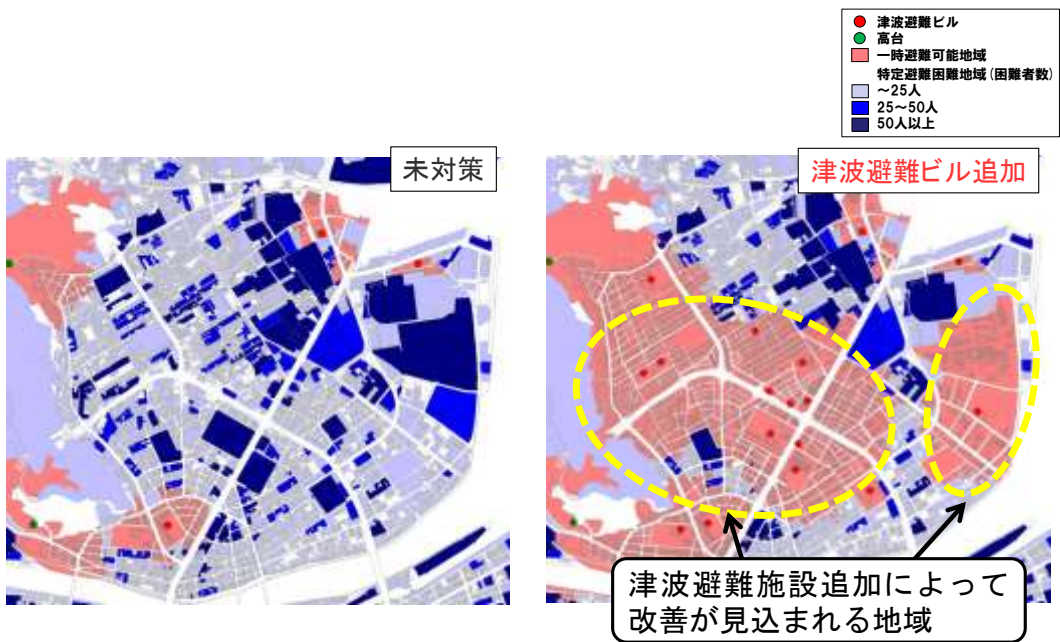 津波避難ビル
高台
一時避難可能地域
特定避難困難地域(困難者数)
～25人
25～50人
50人以上
未対策
津波避難ビル追加
津波避難施設追加によって
改善が見込まれる地域